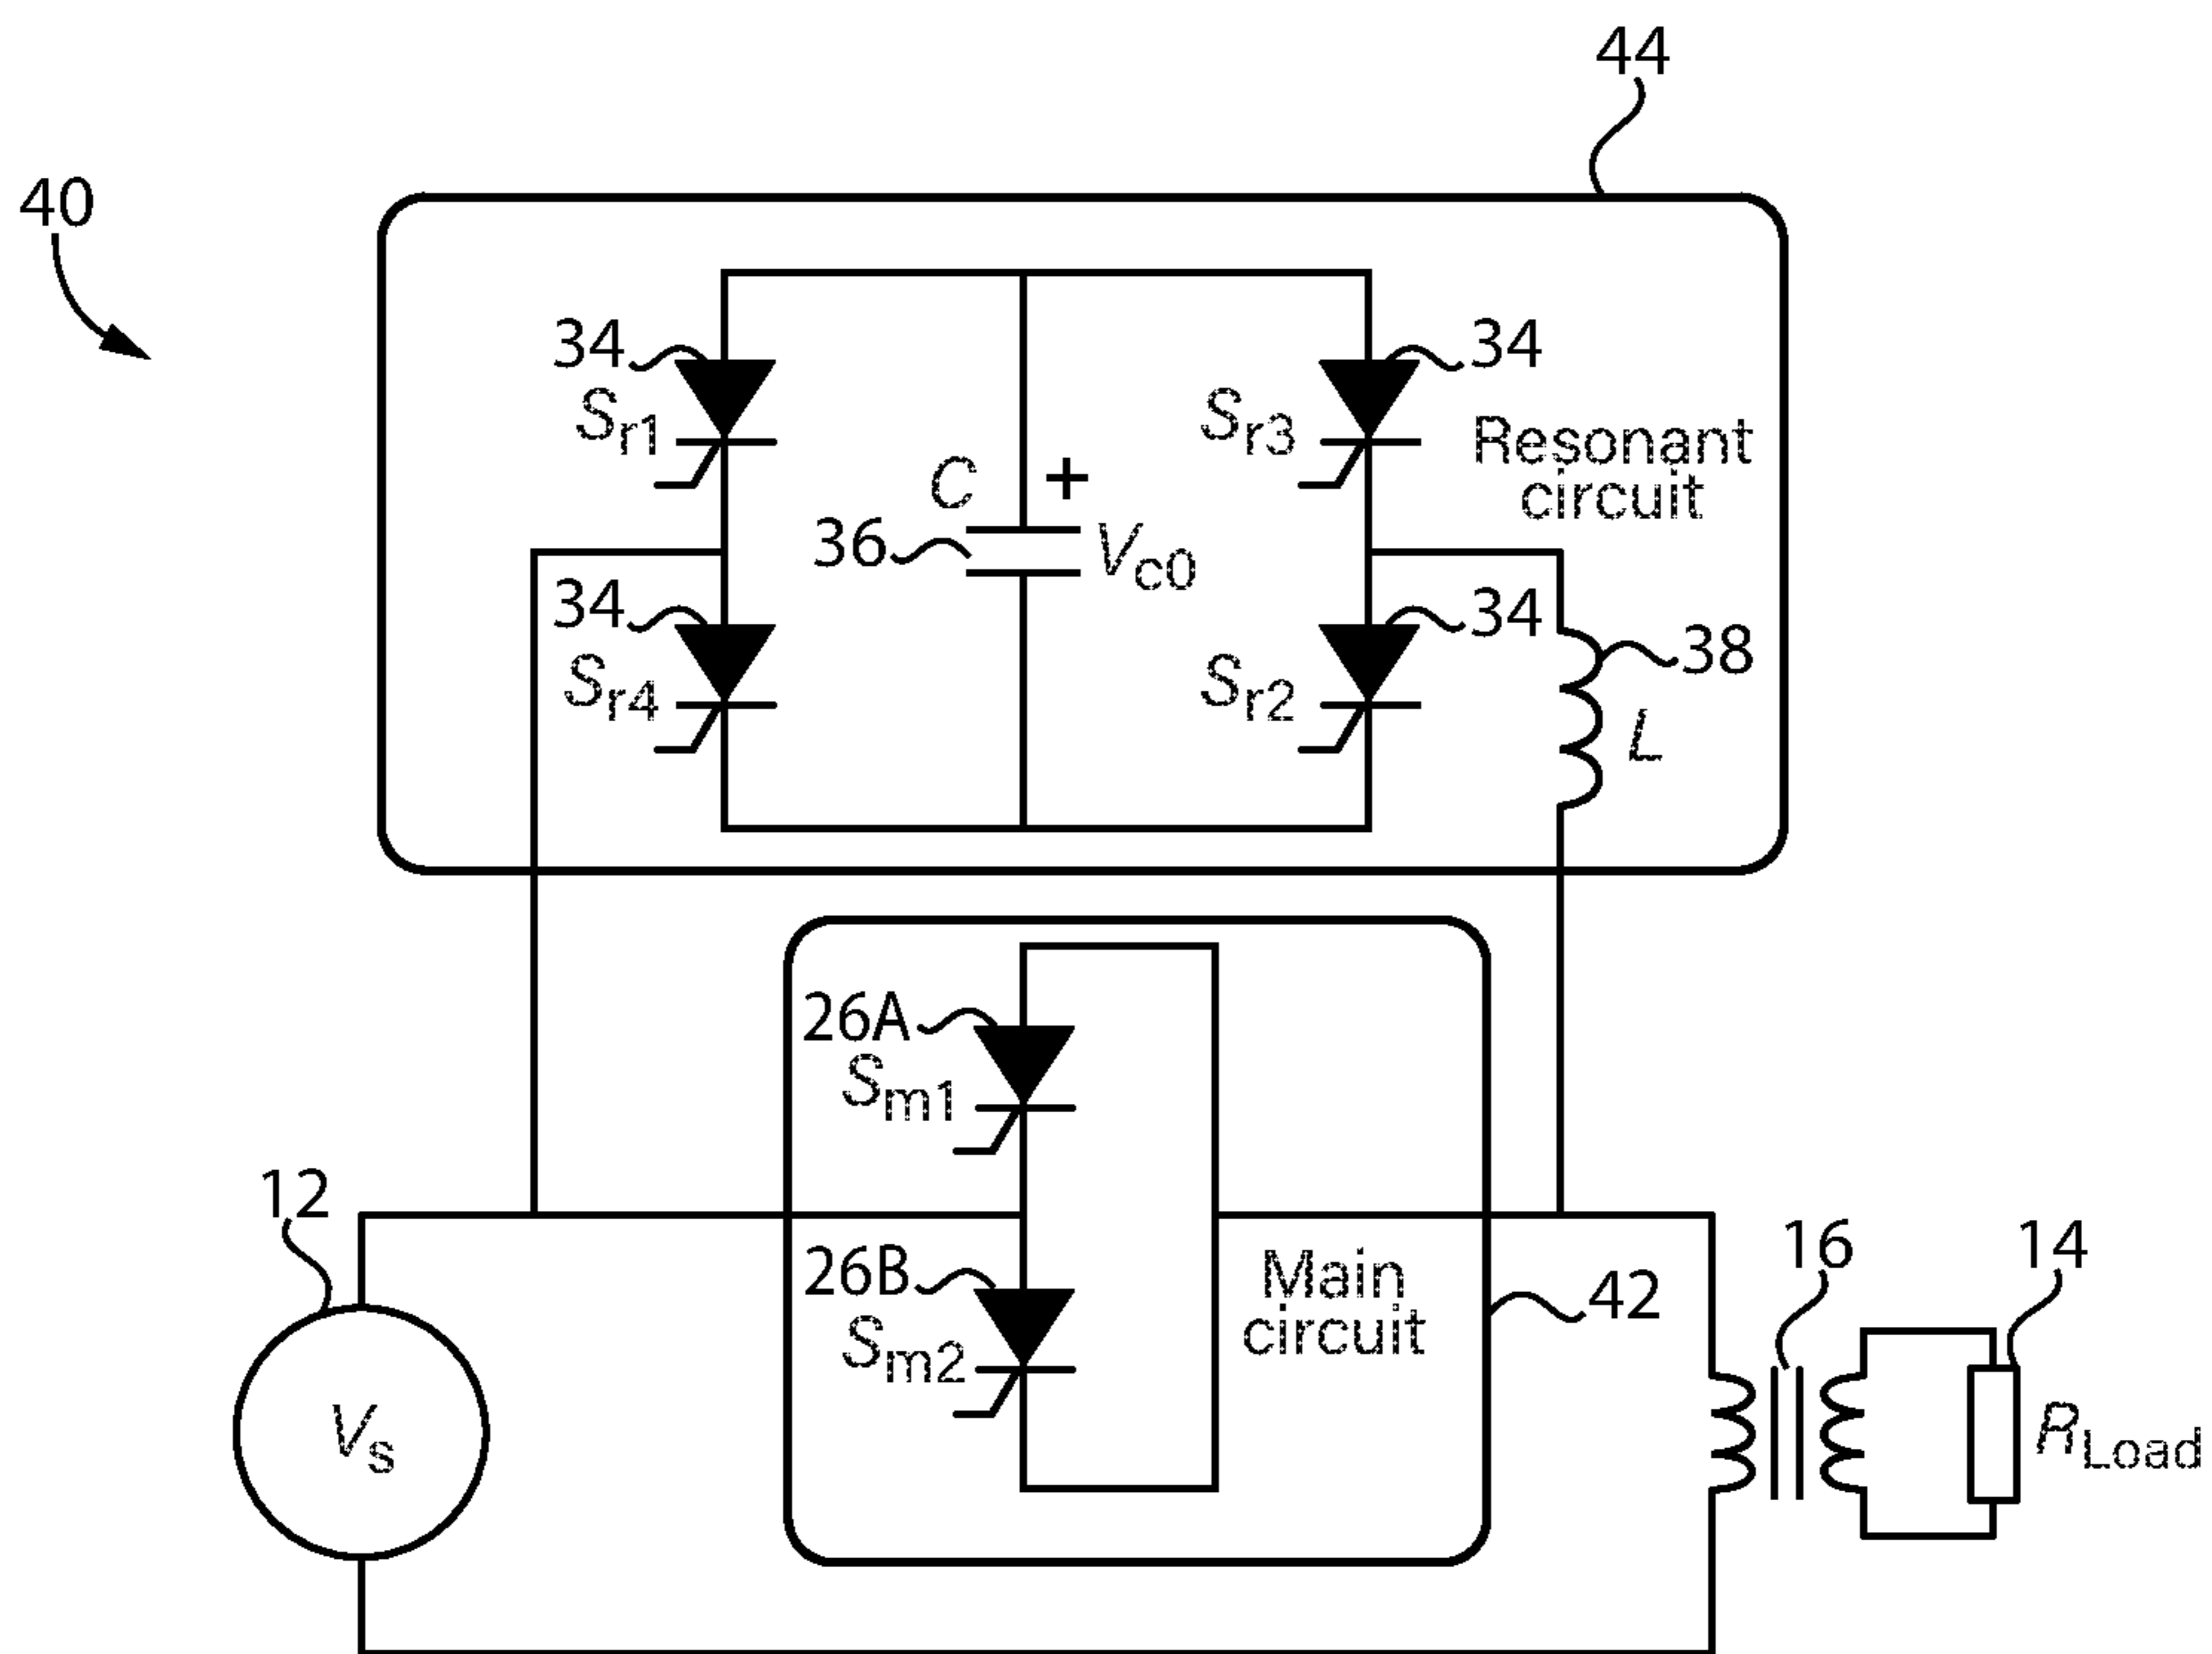 44
40
34
34
Sr1
Sr3
Resonant
circuit
C
+
36
Vc0
34
34
Sr4
Sr2
38
L
26A
Sm1
12
26B
Main
circuit
42
16
14
Sm2
Vs
RLoad